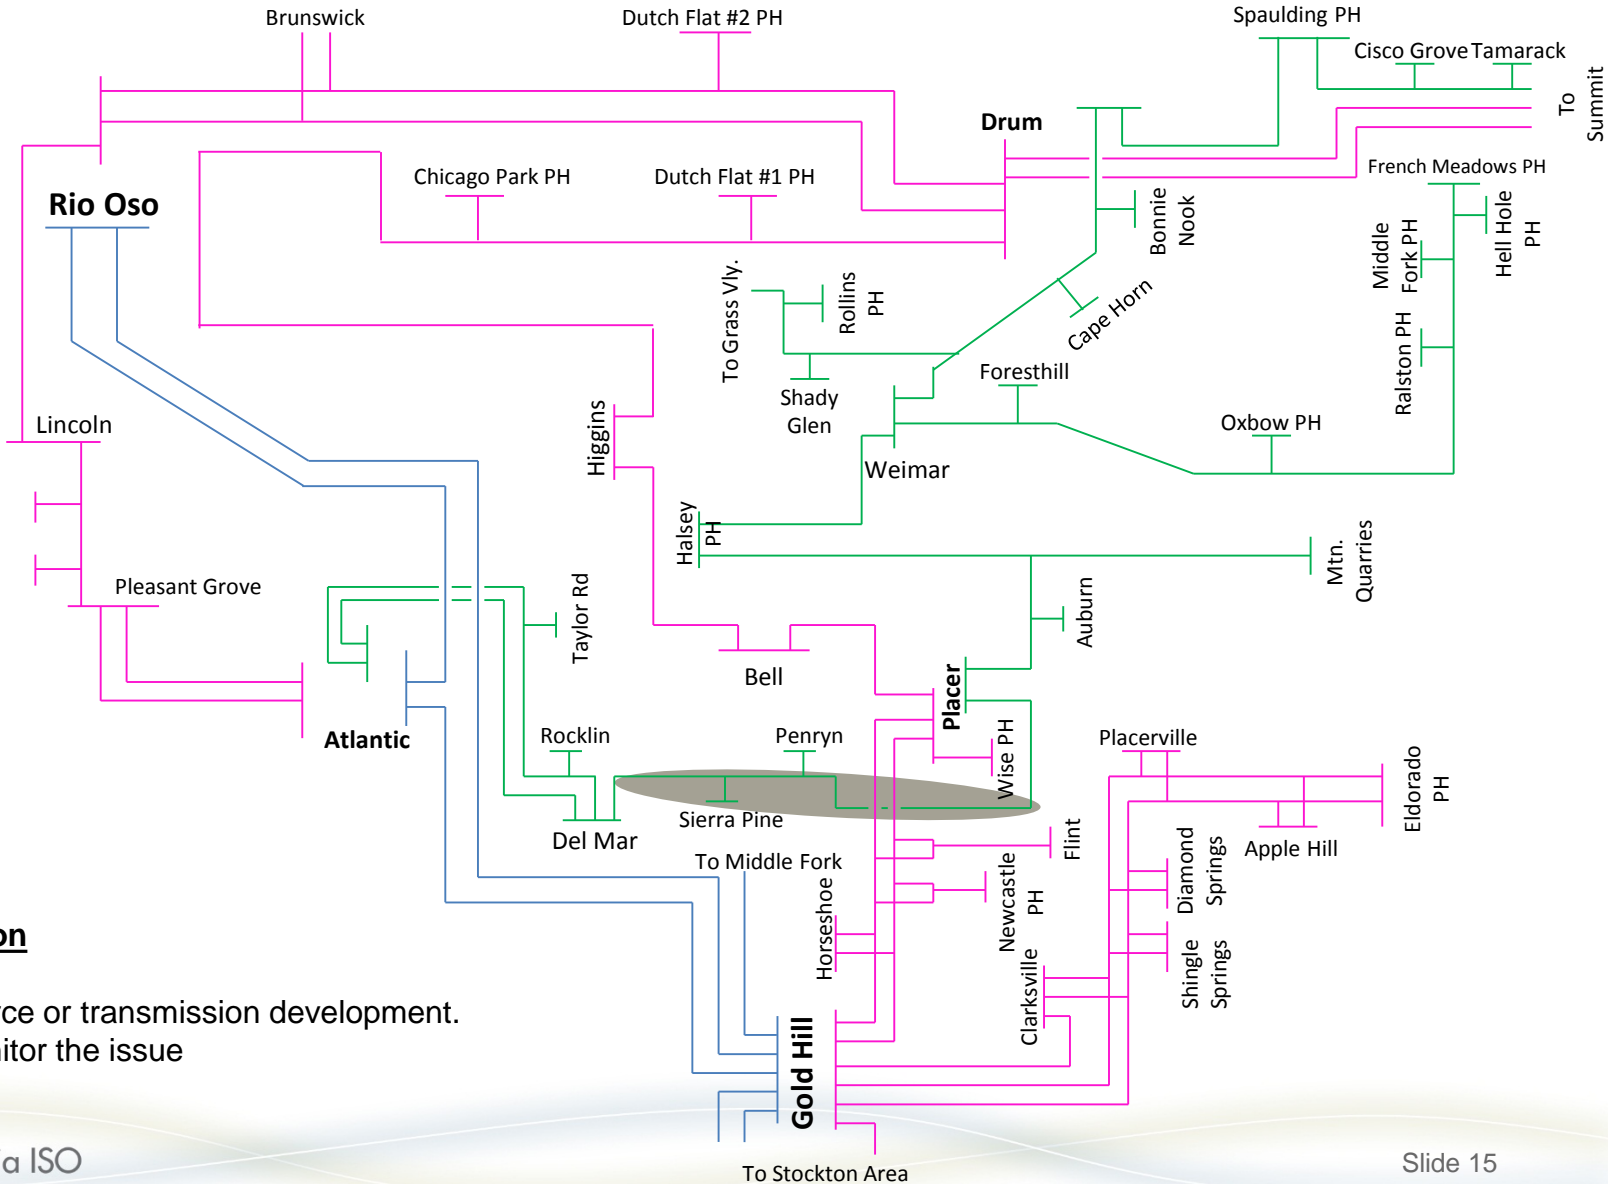 Brunswick
Dutch Flat #2 PH
Spaulding PH
Cisco Grove
Tamarack
To
Summit
Drum
French Meadows PH
Chicago Park PH
Dutch Flat #1 PH
Rio Oso
Bonnie
Nook
Middle
Fork PH
Hell Hole
PH
To Grass Vly.
Rollins
PH
Cape Horn
Ralston PH
Shady
Glen
Foresthill
Lincoln
Higgins
Oxbow PH
Weimar
Halsey
PH
Mtn.
Quarries
Pleasant Grove
Taylor Rd
Auburn
Bell
Placer
Atlantic
Rocklin
Penryn
Wise PH
Placerville
Eldorado
PH
Sierra Pine
Del Mar
To Middle Fork
Flint
Apple Hill
Newcastle
PH
Diamond
Springs
Horseshoe
Clarksville
Shingle
Springs
on
rce or transmission development.
nitor the issue
Gold Hill
To Stockton Area
a ISO
Slide 15